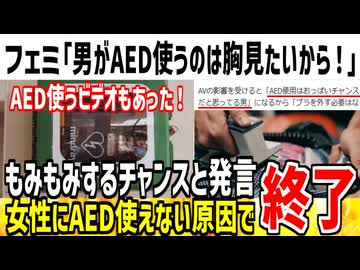 フェミ「男がAED使うのは胸見たいから！」
AED使うビデオもあった！
AVの影響を受けると「AED使用はおっぱいチャンス
だと思ってる男」になるから「ブラを外す必要はな
mindray
もみもみするチャンスと発言
女性にAED使えない原因で終了